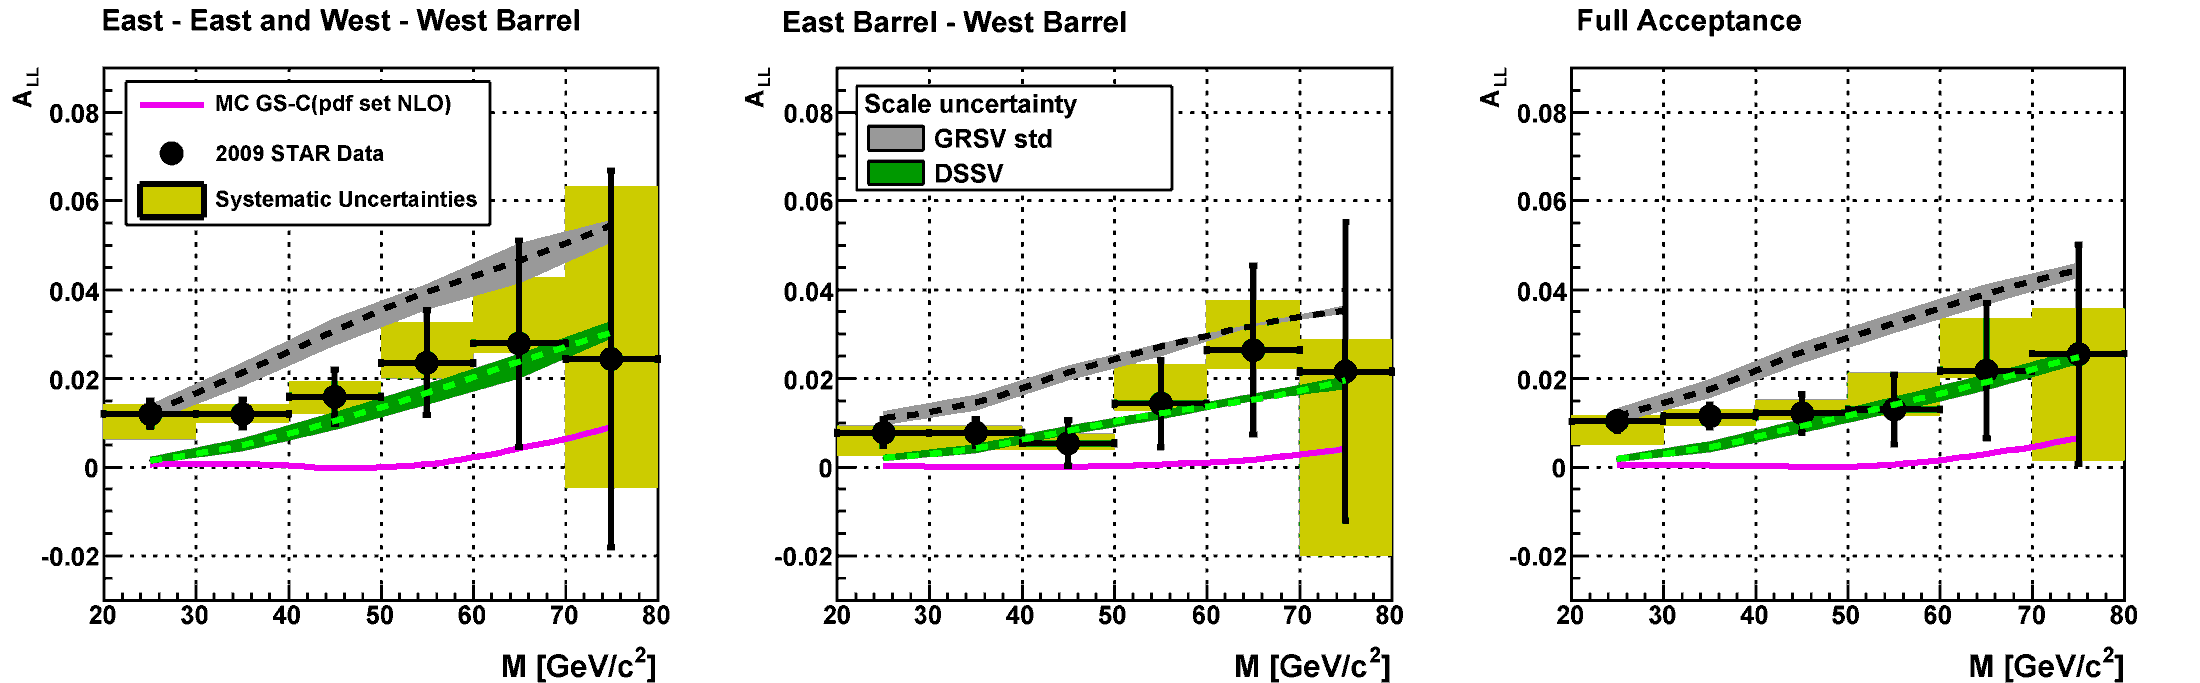 East - East and West - West Barrel
A_LL
MC GS-C(pdf set NLO)
2009 STAR Data
Systematic Uncertainties
0.08
0.06
0.04
0.02
0
-0.02
20 30 40 50 60 70 80
M [GeV/c²]
East Barrel - West Barrel
A_LL
Scale uncertainty
GRSV std
DSSV
0.08
0.06
0.04
0.02
0
-0.02
20 30 40 50 60 70 80
M [GeV/c²]
Full Acceptance
A_LL
0.08
0.06
0.04
0.02
0
-0.02
20 30 40 50 60 70 80
M [GeV/c²]